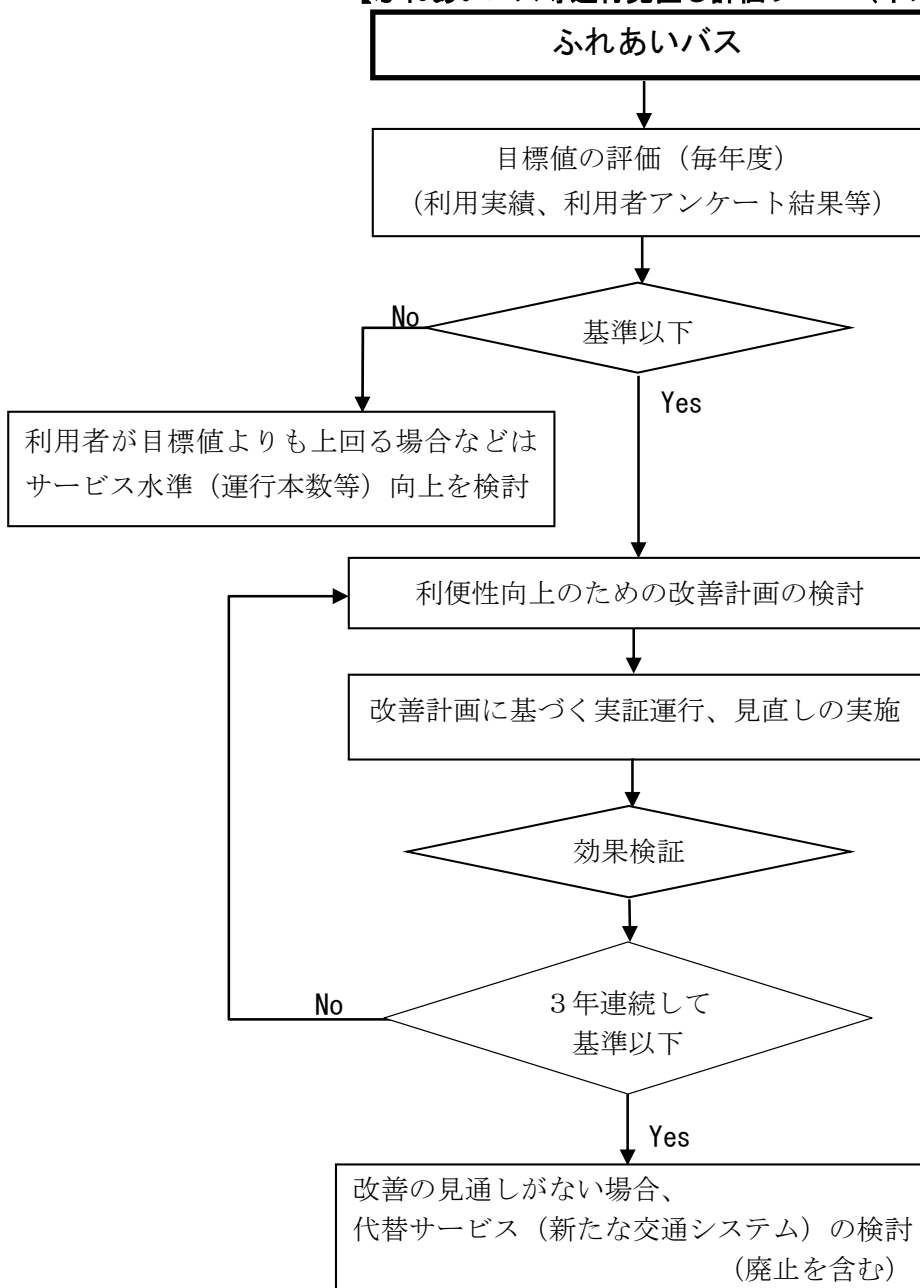 ふれあいバス
目標値の評価（毎年度）
（利用実績、利用者アンケート結果等）
No
基準以下
Yes
利用者が目標値よりも上回る場合などは
サービス水準（運行本数等）向上を検討
利便性向上のための改善計画の検討
改善計画に基づく実証運行、見直しの実施
効果検証
No
３年連続して
基準以下
Yes
改善の見通しがない場合、
代替サービス（新たな交通システム）の検討
（廃止を含む）